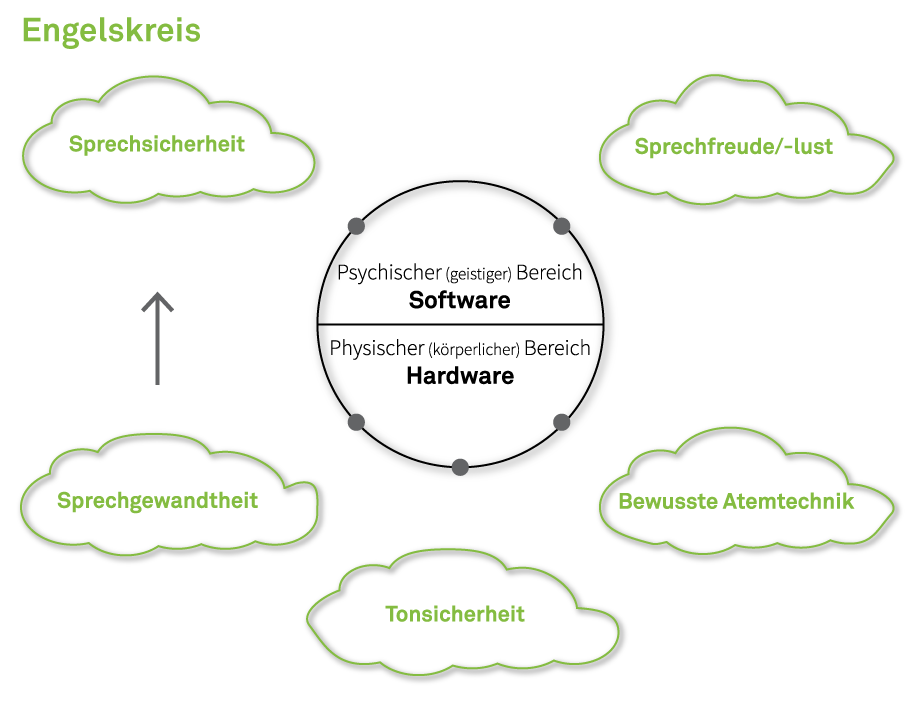 Engelskreis
Sprechsicherheit
Sprechfreude/-lust
Psychischer (geistiger) Bereich
Software
Physischer (körperlicher) Bereich
Hardware
Sprechgewandtheit
Bewusste Atemtechnik
Tonsicherheit